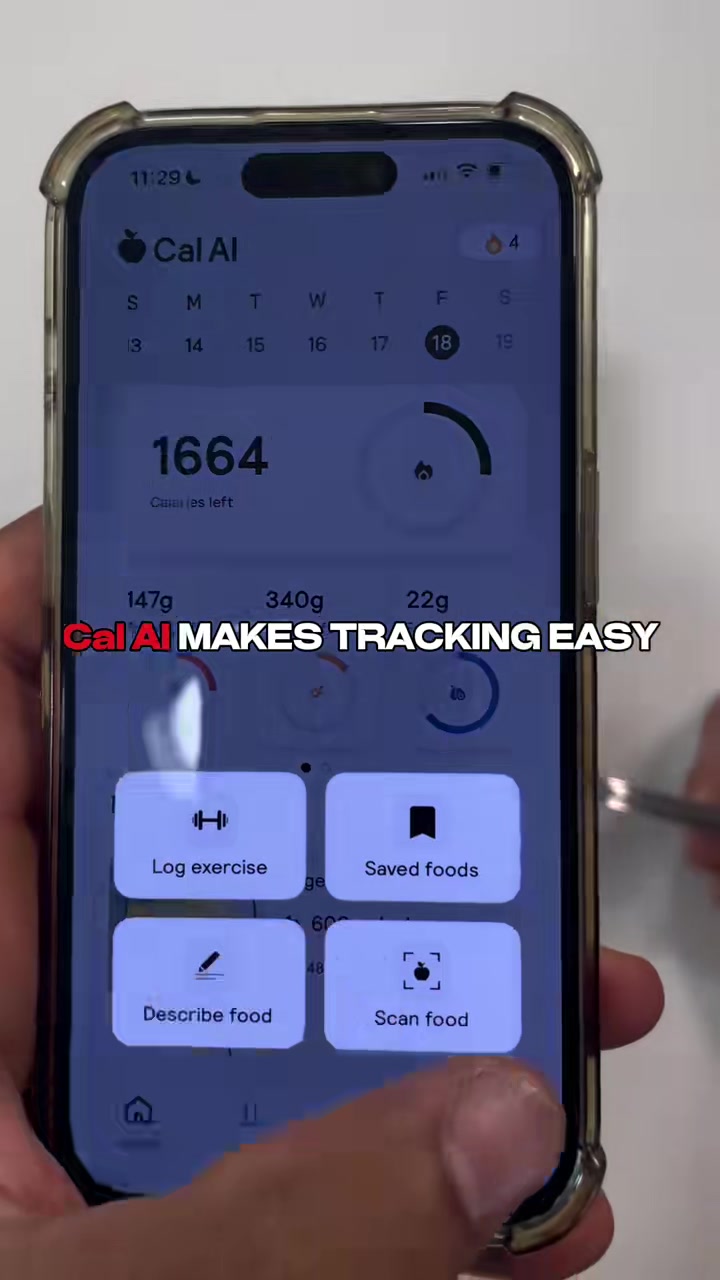 11:29
Cal AI
4
S M T W T F S
13 14 15 16 17 18 19
1664
Calories left
147g 340g 22g
Cal AI MAKES TRACKING EASY
Log exercise
Saved foods
Describe food
Scan food